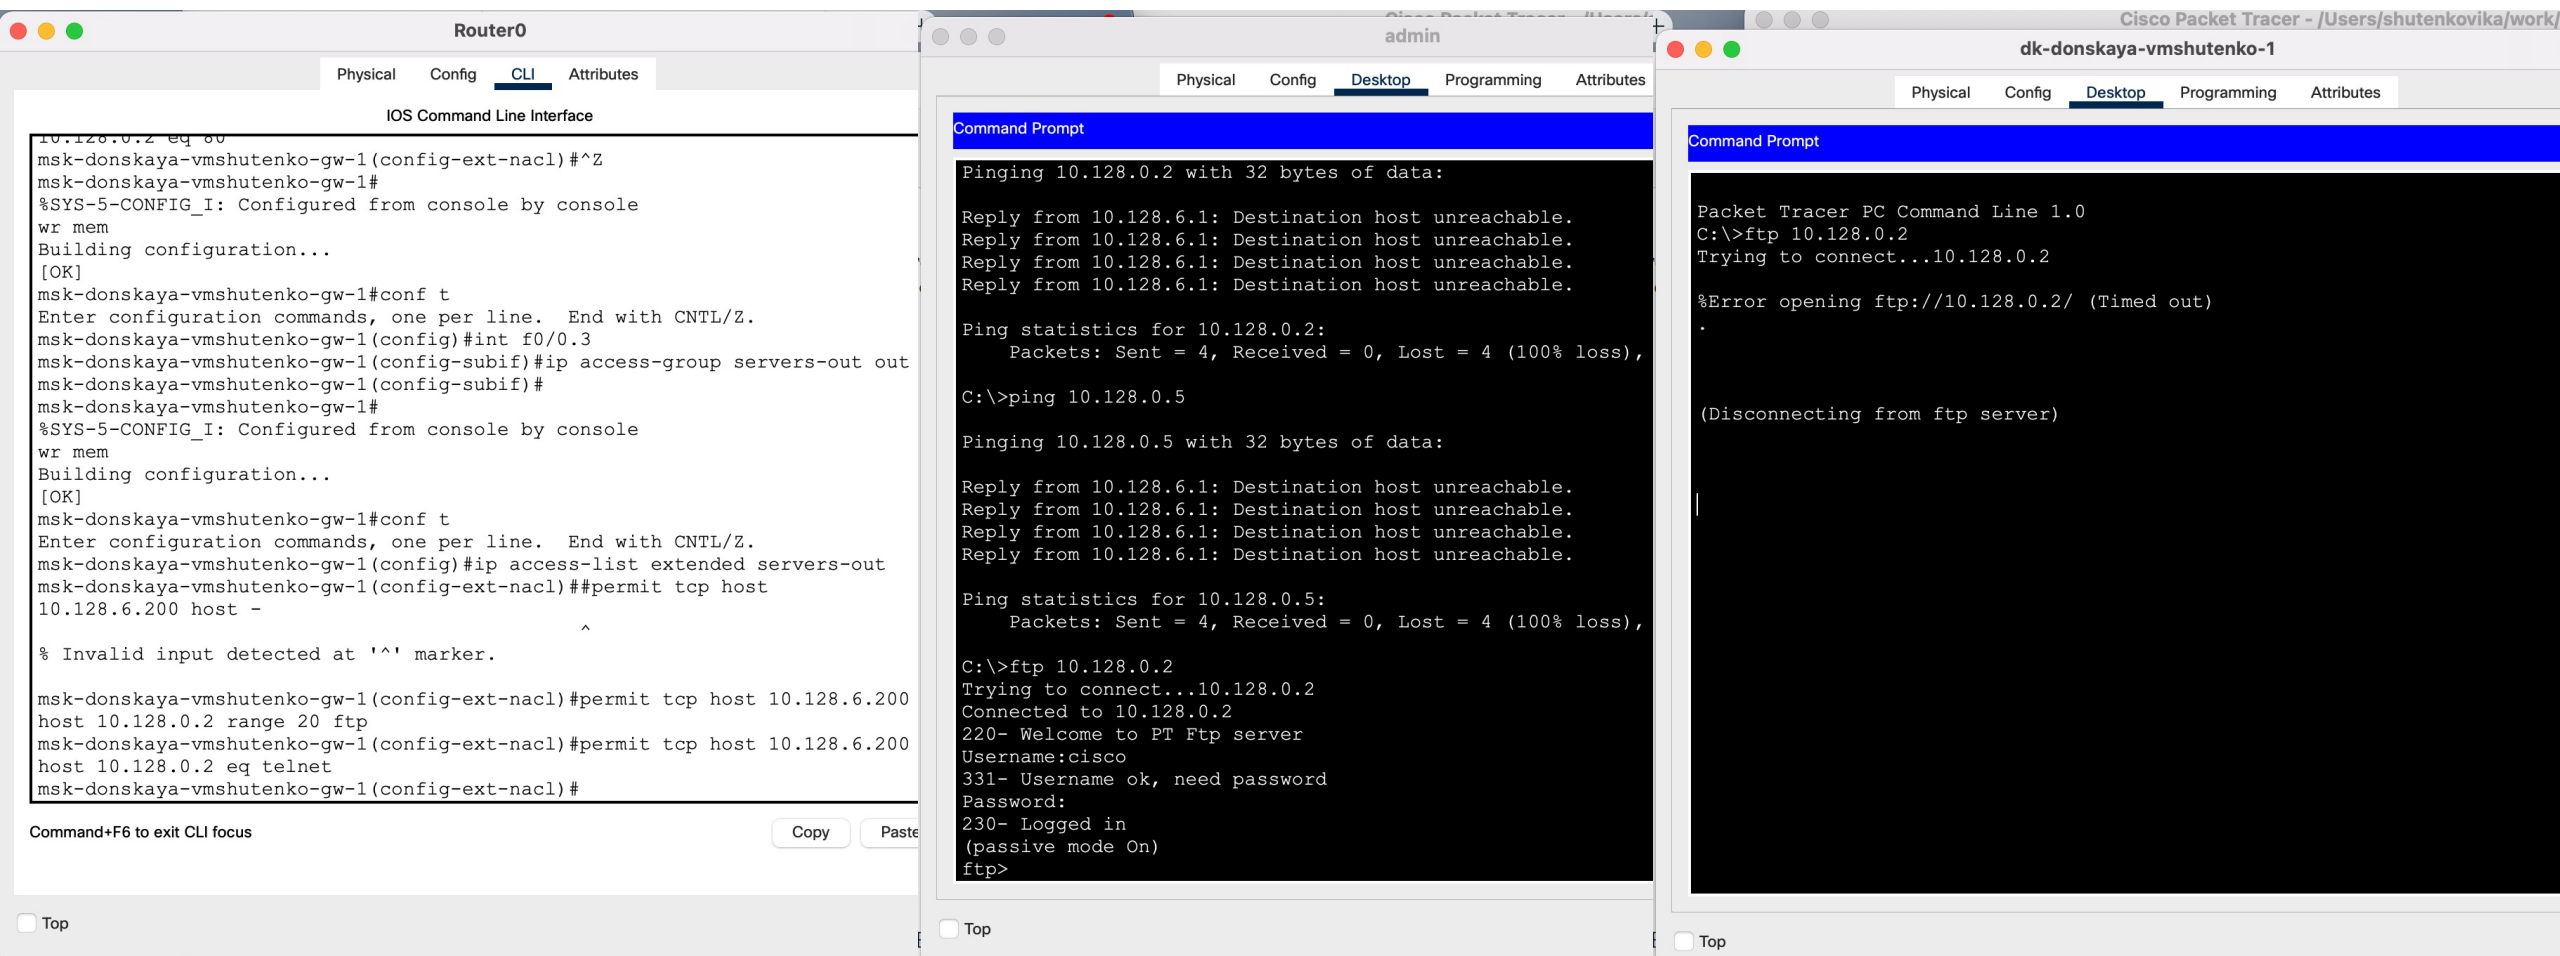 Router0
Physical Config CLI Attributes
IOS Command Line Interface
10.128.0.2 eq 80
msk-donskaya-vmshutenko-gw-1(config-ext-nacl)#^Z
msk-donskaya-vmshutenko-gw-1#
%SYS-5-CONFIG_I: Configured from console by console
wr mem
Building configuration...
[OK]
msk-donskaya-vmshutenko-gw-1#conf t
Enter configuration commands, one per line.  End with CNTL/Z.
msk-donskaya-vmshutenko-gw-1(config)#int f0/0.3
msk-donskaya-vmshutenko-gw-1(config-subif)#ip access-group servers-out out
msk-donskaya-vmshutenko-gw-1(config-subif)#
msk-donskaya-vmshutenko-gw-1#
%SYS-5-CONFIG_I: Configured from console by console
wr mem
Building configuration...
[OK]
msk-donskaya-vmshutenko-gw-1#conf t
Enter configuration commands, one per line.  End with CNTL/Z.
msk-donskaya-vmshutenko-gw-1(config)#ip access-list extended servers-out
msk-donskaya-vmshutenko-gw-1(config-ext-nacl)##permit tcp host
10.128.6.200 host -
^
% Invalid input detected at '^' marker.
msk-donskaya-vmshutenko-gw-1(config-ext-nacl)#permit tcp host 10.128.6.200
host 10.128.0.2 range 20 ftp
msk-donskaya-vmshutenko-gw-1(config-ext-nacl)#permit tcp host 10.128.6.200
host 10.128.0.2 eq telnet
msk-donskaya-vmshutenko-gw-1(config-ext-nacl)#
Command+F6 to exit CLI focus
Copy Paste
Top
admin
Physical Config Desktop Programming Attributes
Command Prompt
Pinging 10.128.0.2 with 32 bytes of data:
Reply from 10.128.6.1: Destination host unreachable.
Reply from 10.128.6.1: Destination host unreachable.
Reply from 10.128.6.1: Destination host unreachable.
Reply from 10.128.6.1: Destination host unreachable.
Ping statistics for 10.128.0.2:
Packets: Sent = 4, Received = 0, Lost = 4 (100% loss),
C:\>ping 10.128.0.5
Pinging 10.128.0.5 with 32 bytes of data:
Reply from 10.128.6.1: Destination host unreachable.
Reply from 10.128.6.1: Destination host unreachable.
Reply from 10.128.6.1: Destination host unreachable.
Reply from 10.128.6.1: Destination host unreachable.
Ping statistics for 10.128.0.5:
Packets: Sent = 4, Received = 0, Lost = 4 (100% loss),
C:\>ftp 10.128.0.2
Trying to connect...10.128.0.2
Connected to 10.128.0.2
220- Welcome to PT Ftp server
Username:cisco
331- Username ok, need password
Password:
230- Logged in
(passive mode On)
ftp>
Top
Cisco Packet Tracer - /Users/shutenkovika/work/
dk-donskaya-vmshutenko-1
Physical Config Desktop Programming Attributes
Command Prompt
Packet Tracer PC Command Line 1.0
C:\>ftp 10.128.0.2
Trying to connect...10.128.0.2
%Error opening ftp://10.128.0.2/ (Timed out)
.
(Disconnecting from ftp server)
Top